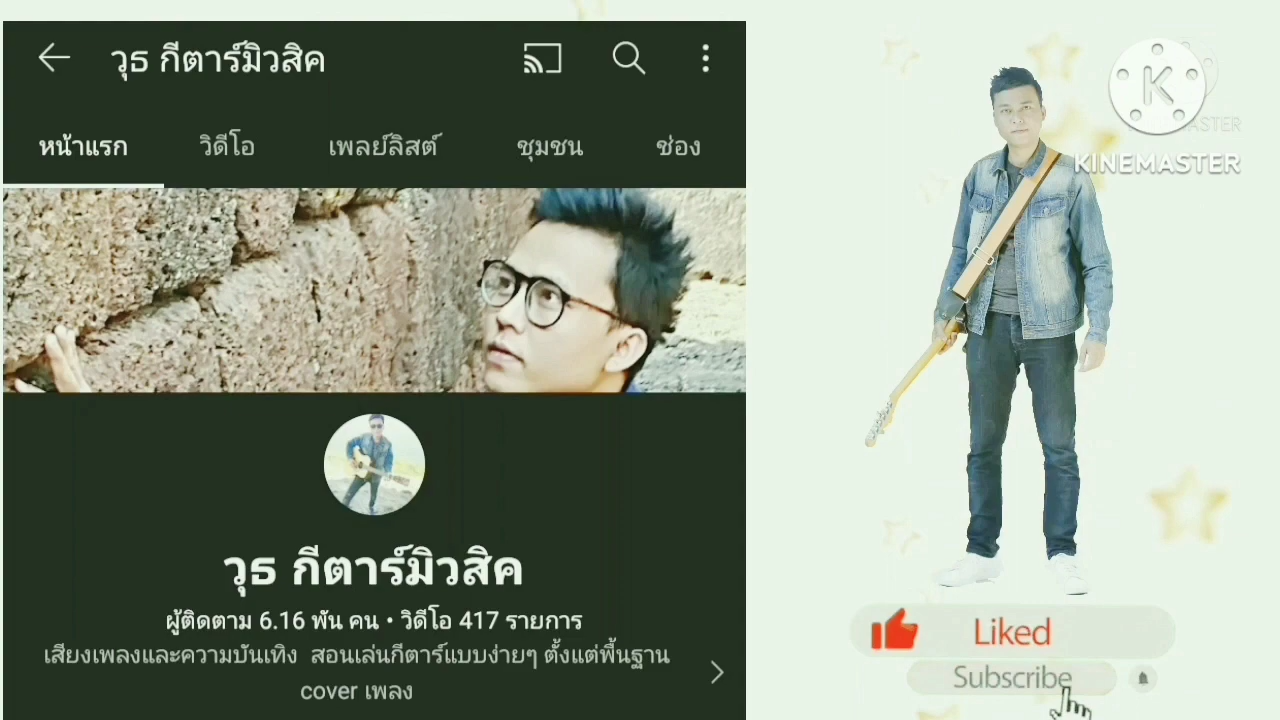 วุธ กีตาร์มิวสิค
หน้าแรก วิดีโอ เพลย์ลิสต์ ชุมชน ช่อง
วุธ กีตาร์มิวสิค
ผู้ติดตาม 6.16 พัน คน • วิดีโอ 417 รายการ
เสียงเพลงและความบันเทิง สอนเล่นกีตาร์แบบง่ายๆ ตั้งแต่พื้นฐาน
cover เพลง
K
KINEMASTER
Liked
Subscribe